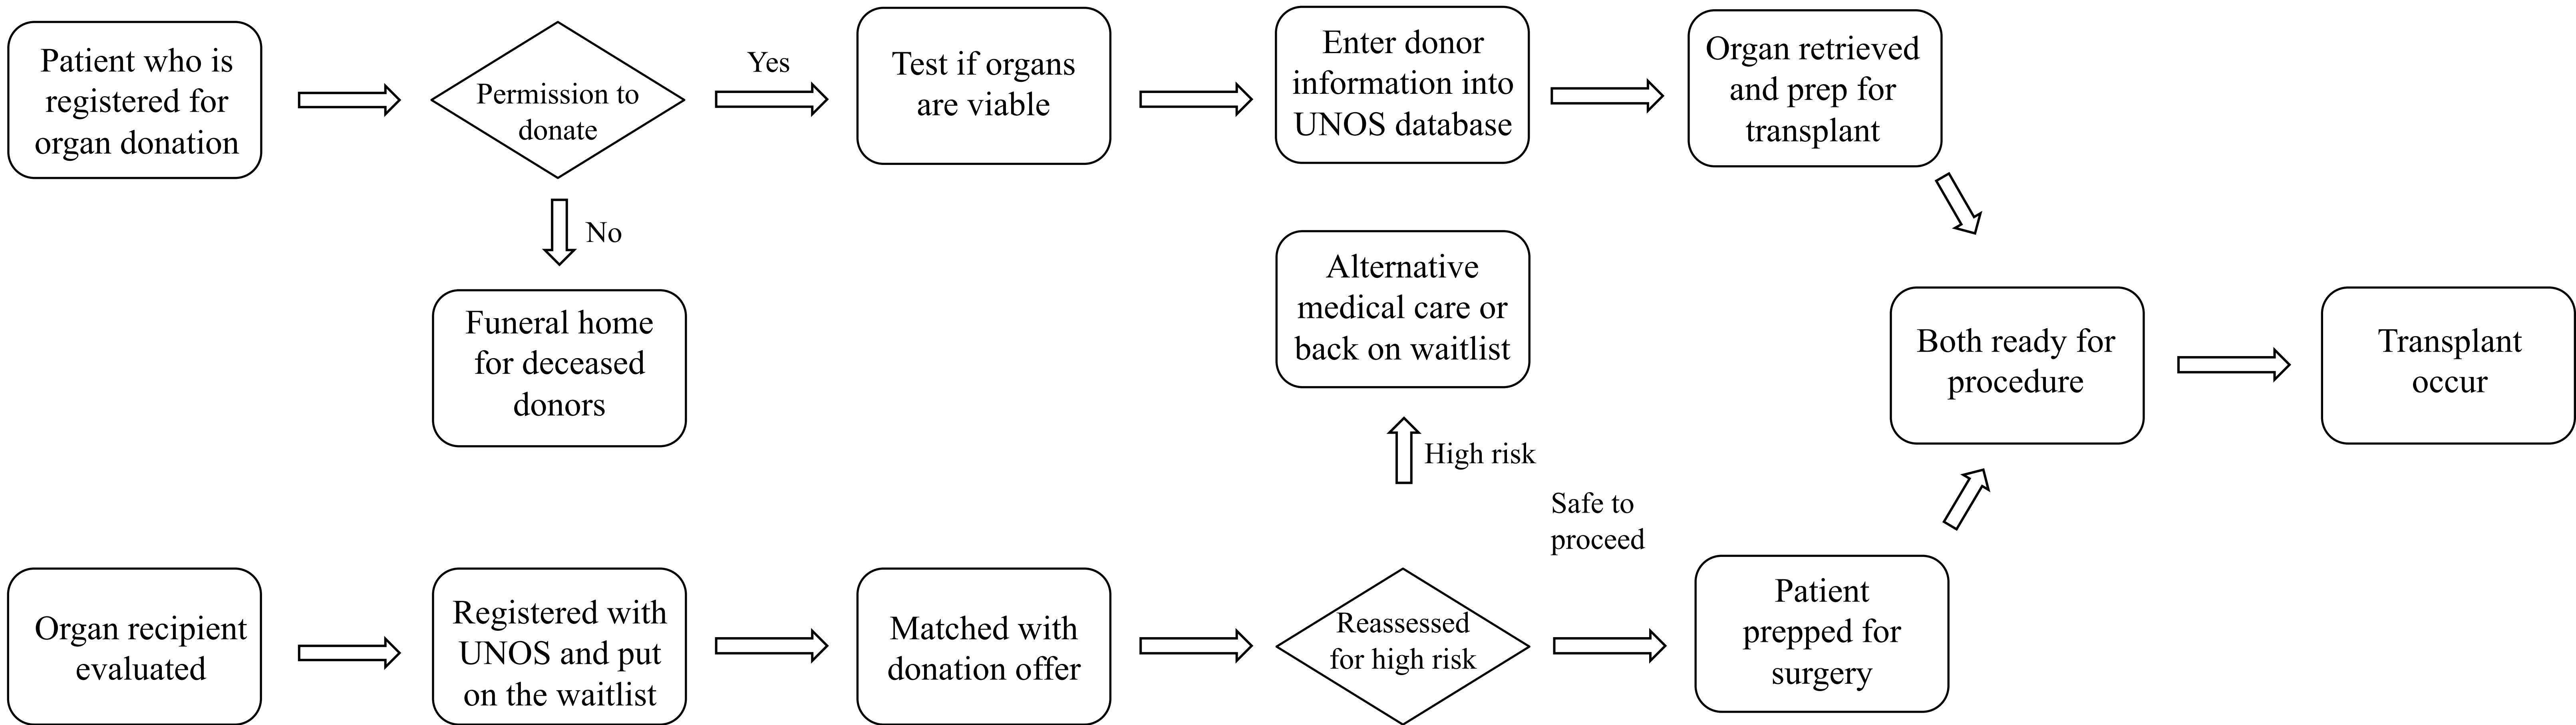 Patient who is
registered for
organ donation
Permission to
donate
Yes
Test if organs
are viable
Enter donor
information into
UNOS database
Organ retrieved
and prep for
transplant
No
Funeral home
for deceased
donors
Alternative
medical care or
back on waitlist
Both ready for
procedure
Transplant
occur
High risk
Safe to
proceed
Organ recipient
evaluated
Registered with
UNOS and put
on the waitlist
Matched with
donation offer
Reassessed
for high risk
Patient
prepped for
surgery